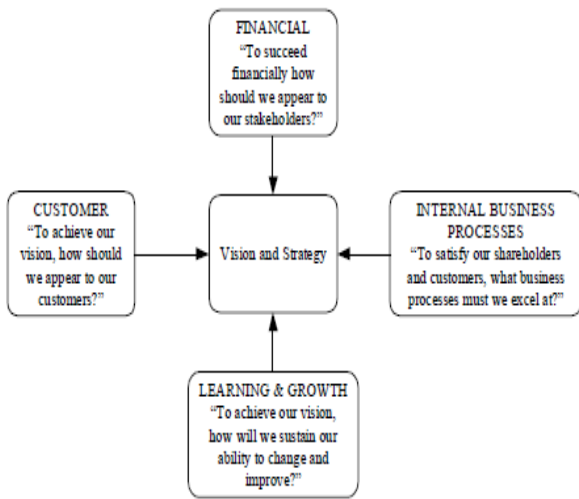 FINANCIAL
“To succeed
financially how
should we appear to
our stakeholders?”
CUSTOMER
“To achieve our
vision, how should
we appear to our
customers?”
Vision and Strategy
INTERNAL BUSINESS
PROCESSES
“To satisfy our shareholders
and customers, what business
processes must we excel at?”
LEARNING & GROWTH
“To achieve our vision,
how will we sustain our
ability to change and
improve?”